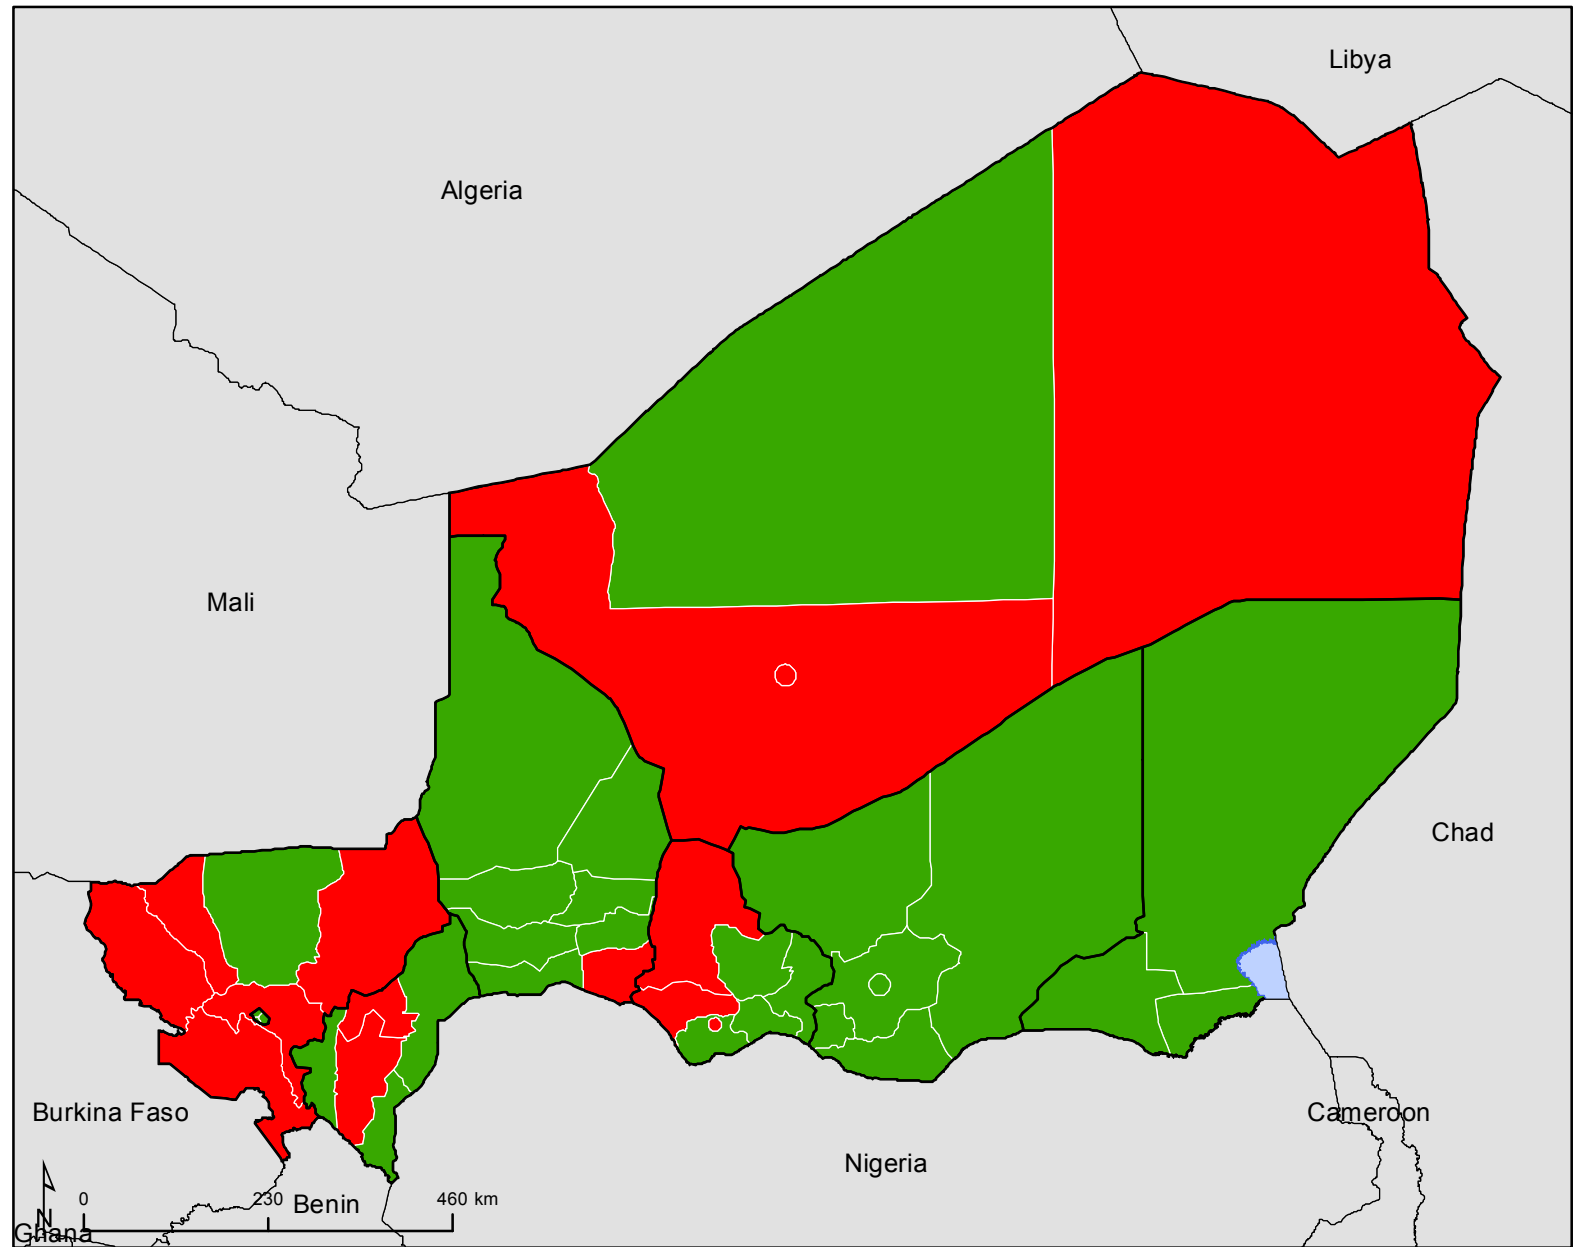 Libya
Algeria
Mali
Chad
Burkina Faso
Cameroon
Nigeria
N
0 230 460 km
Benin
Ghana